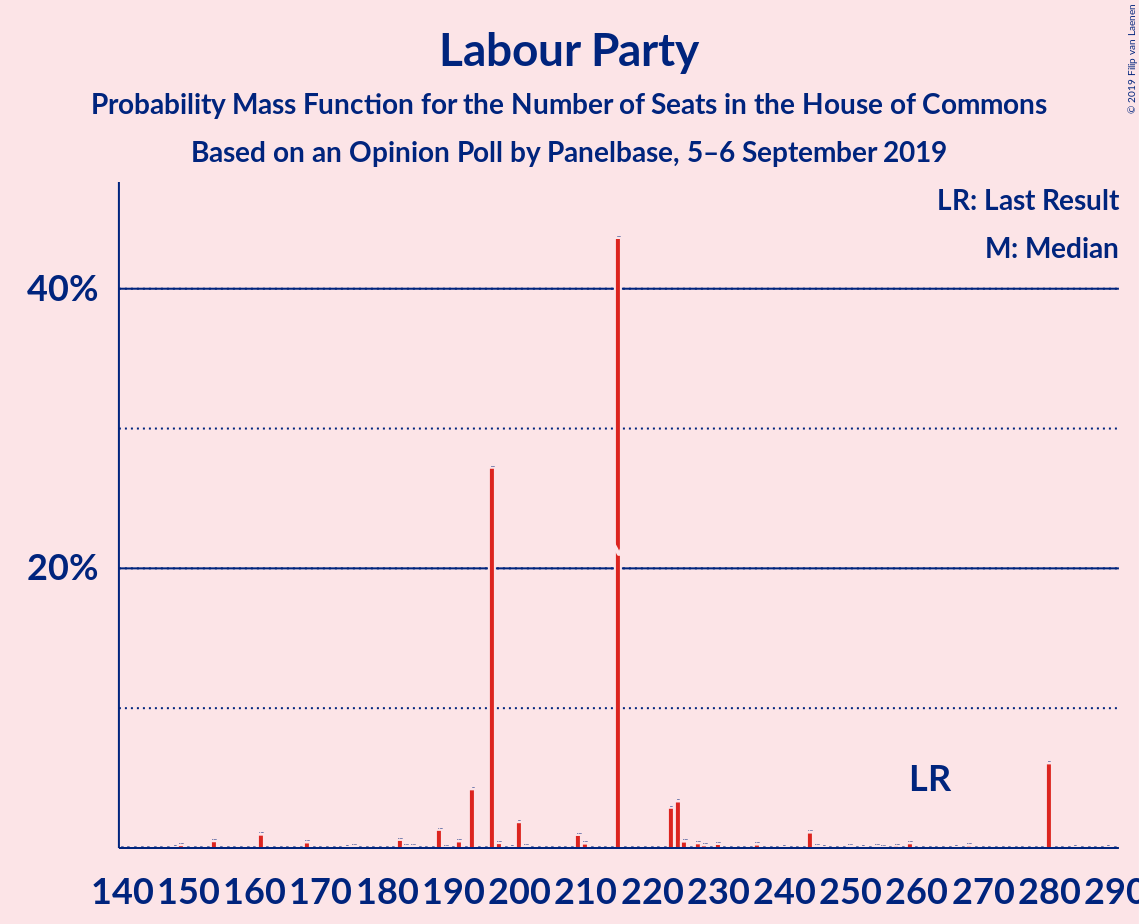 Labour Party
Probability Mass Function for the Number of Seats in the House of Commons
Based on an Opinion Poll by Panelbase, 5–6 September 2019
© 2019 Filip van Laenen
LR: Last Result
M: Median
40%
20%
LR
140 150 160 170 180 190 200 210 220 230 240 250 260 270 280 290